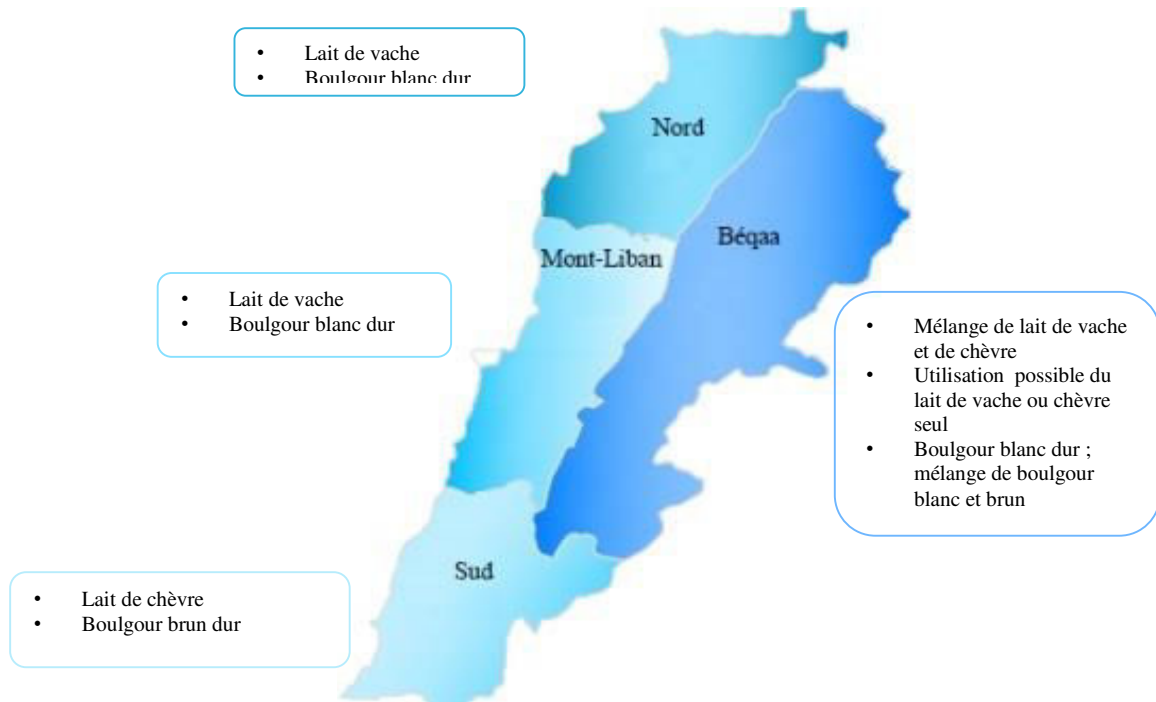 • Lait de vache
• Boulgour blanc dur
Nord
Béqaa
Mont-Liban
• Lait de vache
• Boulgour blanc dur
• Mélange de lait de vache
et de chèvre
• Utilisation possible du
lait de vache ou chèvre
seul
• Boulgour blanc dur ;
mélange de boulgour
blanc et brun
Sud
• Lait de chèvre
• Boulgour brun dur